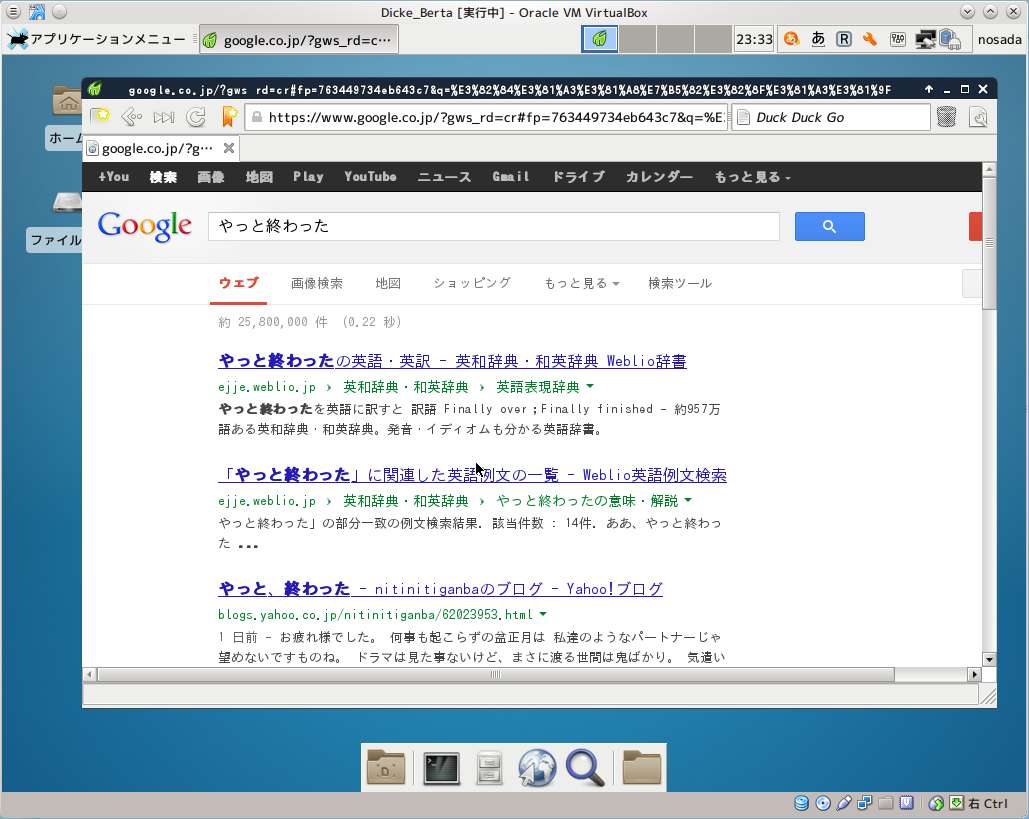 Dicke_Berta [実行中] - Oracle VM VirtualBox
アプリケーションメニュー
google.co.jp/?gws_rd=c…
23:33
あ
R
nosada
ホーム
ファイル
google.co.jp/?gws_rd=cr#fp=763449734eb643c7&q=%E3%82%84%E3%81%A3%E3%81%A8%E7%B5%82%E3%82%8F%E3%81%A3%E3%81%9F
https://www.google.co.jp/?gws_rd=cr#fp=763449734eb643c7&q=%E:
Duck Duck Go
google.co.jp/?g…
+You 検索 画像 地図 Play YouTube ニュース Gmail ドライブ カレンダー もっと見る
Google
やっと終わった
ウェブ 画像検索 地図 ショッピング もっと見る 検索ツール
約 25,800,000 件 (0.22 秒)
やっと終わったの英語・英訳 - 英和辞典・和英辞典 Weblio辞書
ejje.weblio.jp › 英和辞典・和英辞典 › 英語表現辞典
やっと終わったを英語に訳すと 訳語 Finally over；Finally finished - 約957万
語ある英和辞典・和英辞典。発音・イディオムも分かる英語辞書。
「やっと終わった」に関連した英語例文の一覧 - Weblio英語例文検索
ejje.weblio.jp › 英和辞典・和英辞典 › やっと終わったの意味・解説
やっと終わった」の部分一致の例文検索結果. 該当件数 : 14件. ああ、やっと終わっ
た ...
やっと、終わった - nitinitiganbaのブログ - Yahoo!ブログ
blogs.yahoo.co.jp/nitinitiganba/62023953.html
1 日前 - お疲れ様でした。 何事も起こらずの盆正月は 私達のようなパートナーじゃ
望めないですものね。 ドラマは見た事ないけど、まさに渡る世間は鬼ばかり。 気遣い
D
右 Ctrl